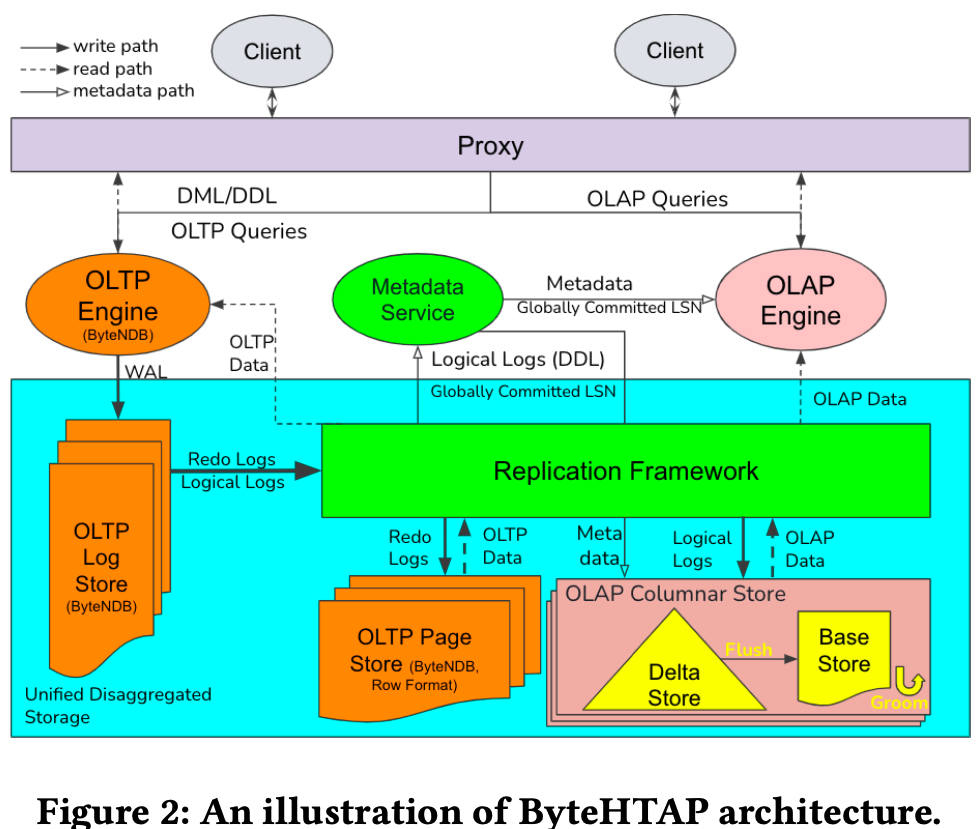 write path
read path
metadata path
Client
Client
Proxy
DML/DDL
OLTP Queries
OLAP Queries
OLTP
Engine
(ByteNDB)
Metadata
Service
Metadata
Globally Committed LSN
OLAP
Engine
OLTP
Data
WAL
Logical Logs (DDL)
Globally Committed LSN
OLAP Data
Redo Logs
Logical Logs
Replication Framework
OLTP
Log
Store
(ByteNDB)
Redo
Logs
OLTP
Data
Meta
data
Logical
Logs
OLAP
Data
OLTP Page
Store (ByteNDB,
Row Format)
OLAP Columnar Store
Delta
Store
Flush
Base
Store
Groom
Unified Disaggregated
Storage
Figure 2: An illustration of ByteHTAP architecture.